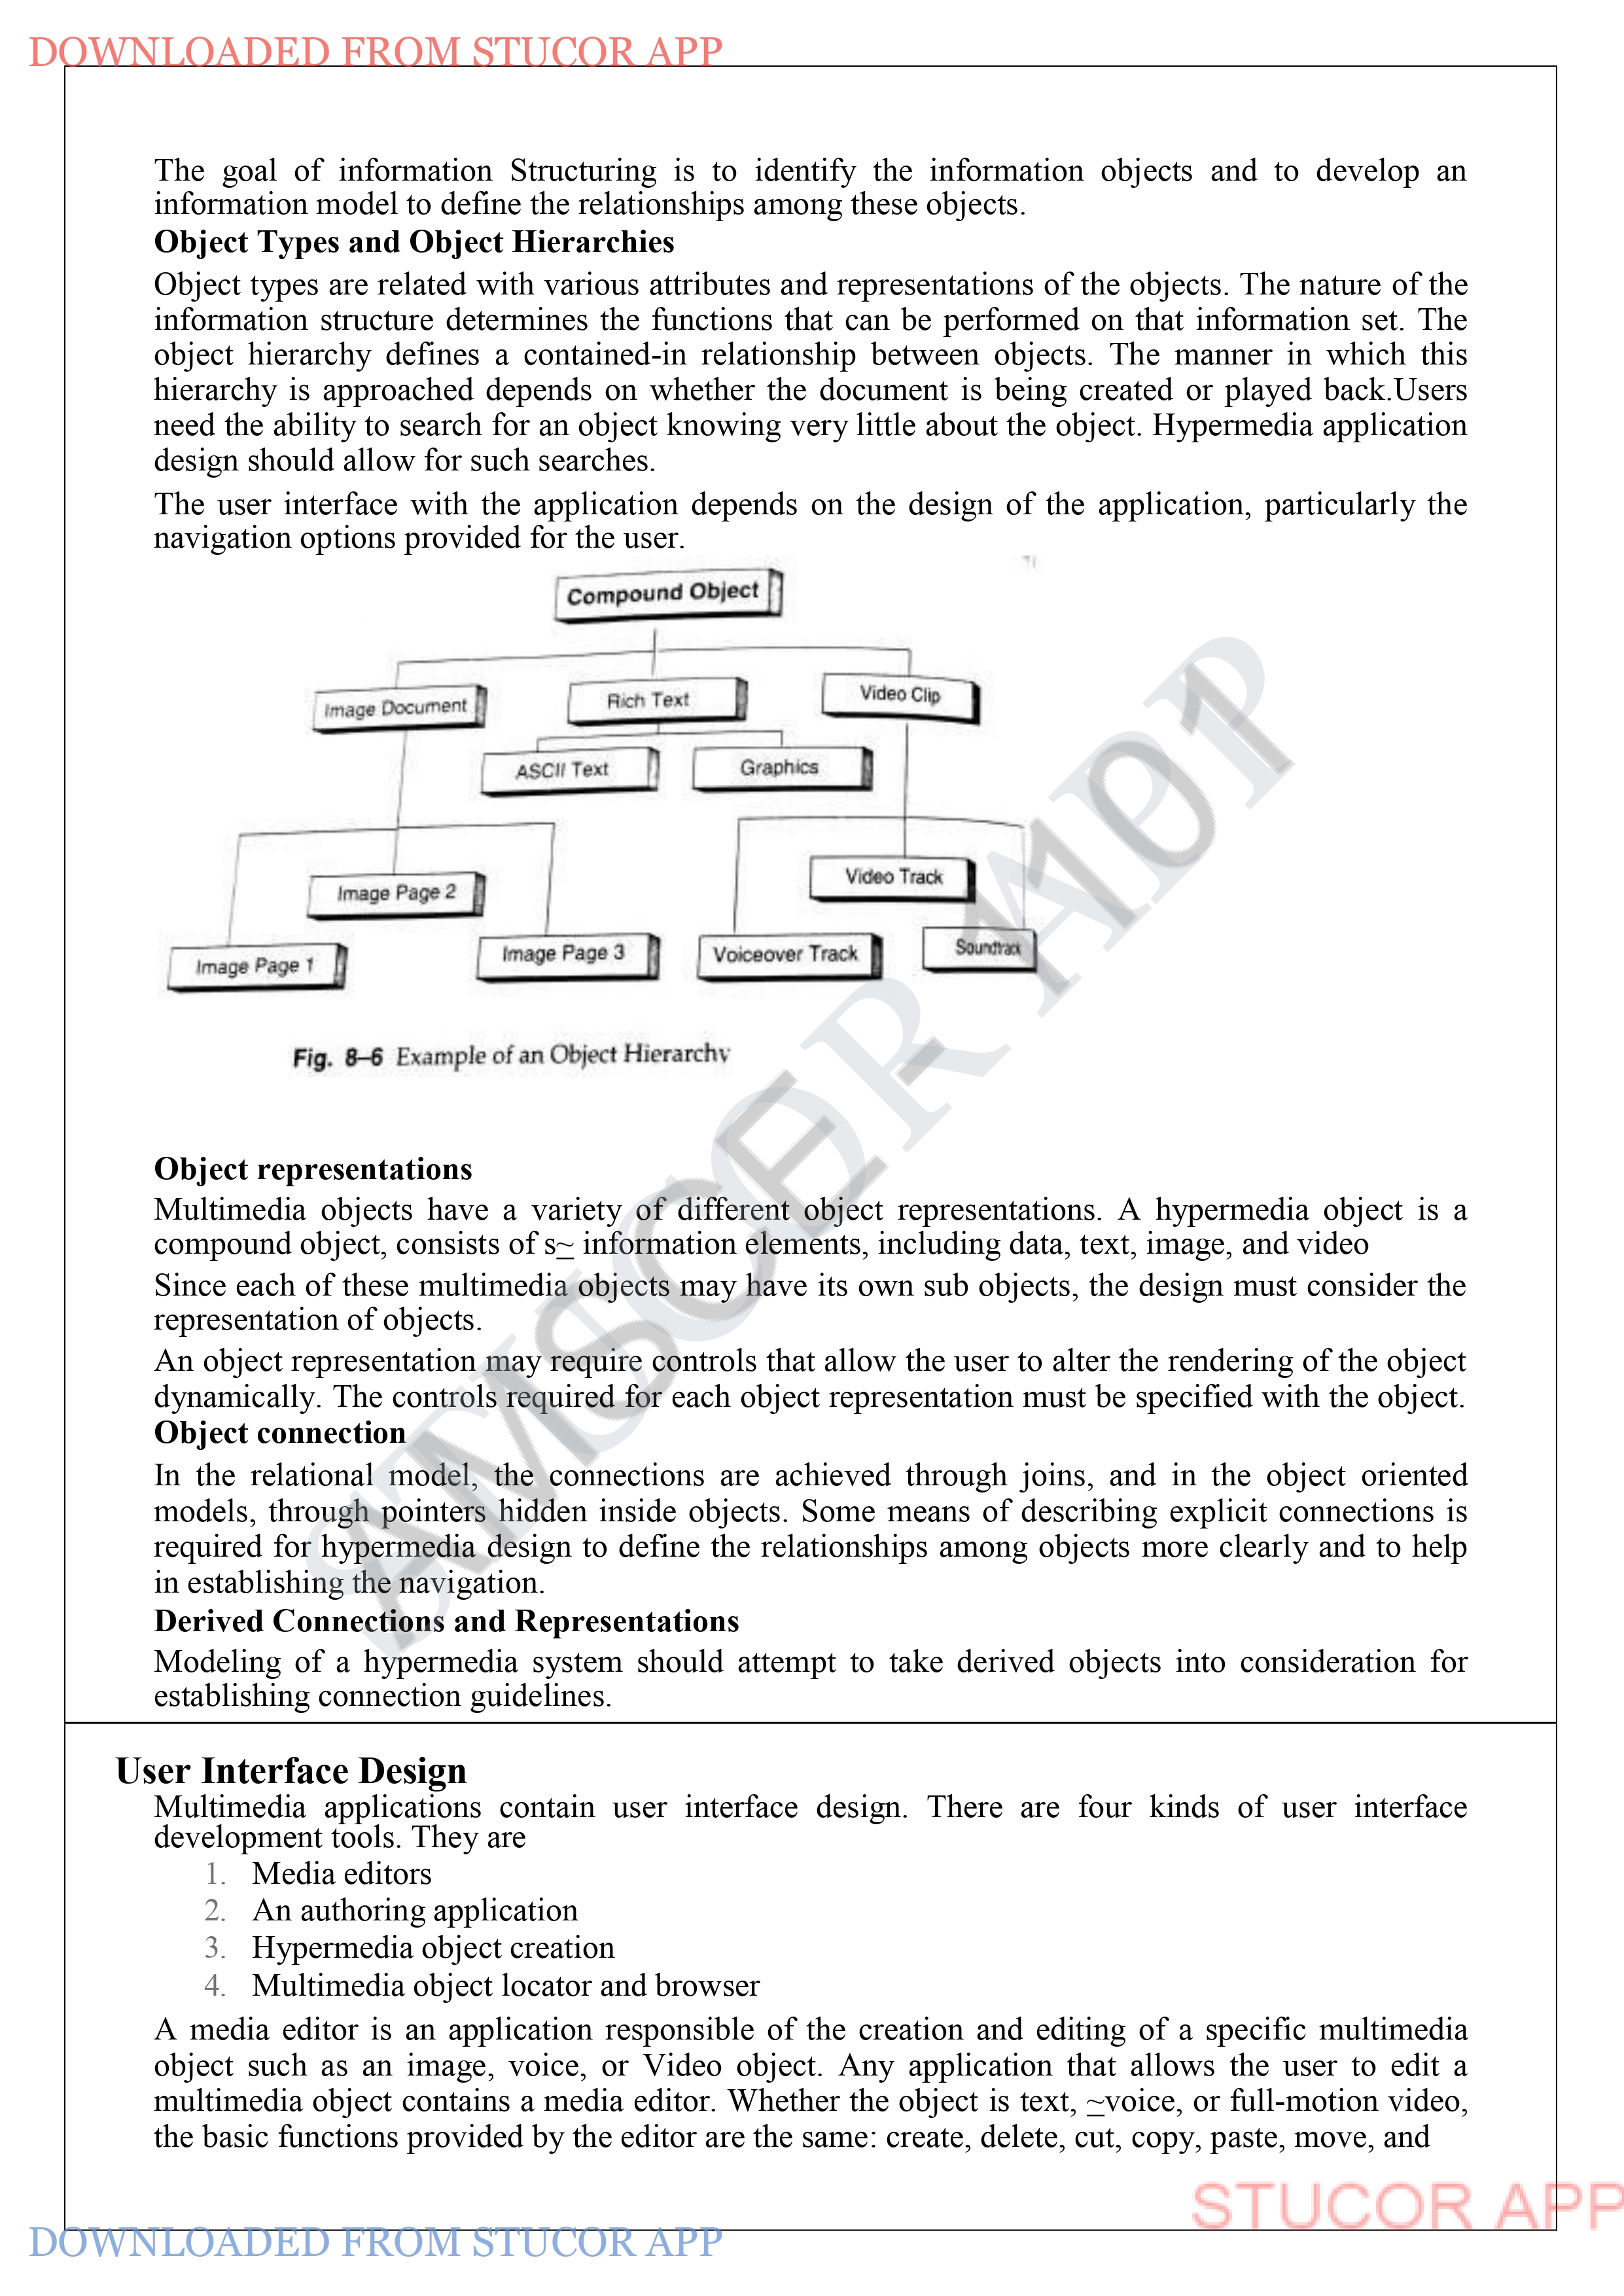 DOWNLOADED FROM STUCOR APP
The goal of information Structuring is to identify the information objects and to develop an
information model to define the relationships among these objects.
Object Types and Object Hierarchies
Object types are related with various attributes and representations of the objects. The nature of the
information structure determines the functions that can be performed on that information set. The
object hierarchy defines a contained-in relationship between objects. The manner in which this
hierarchy is approached depends on whether the document is being created or played back.Users
need the ability to search for an object knowing very little about the object. Hypermedia application
design should allow for such searches.
The user interface with the application depends on the design of the application, particularly the
navigation options provided for the user.
Compound Object
Image Document
Rich Text
Video Clip
ASCII Text
Graphics
Image Page 2
Video Track
Image Page 1
Image Page 3
Voiceover Track
Soundtrack
Fig. 8–6 Example of an Object Hierarchy
Object representations
Multimedia objects have a variety of different object representations. A hypermedia object is a
compound object, consists of s~ information elements, including data, text, image, and video
Since each of these multimedia objects may have its own sub objects, the design must consider the
representation of objects.
An object representation may require controls that allow the user to alter the rendering of the object
dynamically. The controls required for each object representation must be specified with the object.
Object connection
In the relational model, the connections are achieved through joins, and in the object oriented
models, through pointers hidden inside objects. Some means of describing explicit connections is
required for hypermedia design to define the relationships among objects more clearly and to help
in establishing the navigation.
Derived Connections and Representations
Modeling of a hypermedia system should attempt to take derived objects into consideration for
establishing connection guidelines.
User Interface Design
Multimedia applications contain user interface design. There are four kinds of user interface
development tools. They are
1. Media editors
2. An authoring application
3. Hypermedia object creation
4. Multimedia object locator and browser
A media editor is an application responsible of the creation and editing of a specific multimedia
object such as an image, voice, or Video object. Any application that allows the user to edit a
multimedia object contains a media editor. Whether the object is text, ~voice, or full-motion video,
the basic functions provided by the editor are the same: create, delete, cut, copy, paste, move, and
STUCOR APP
AMSCE - 1101
STUCOR APP
DOWNLOADED FROM STUCOR APP